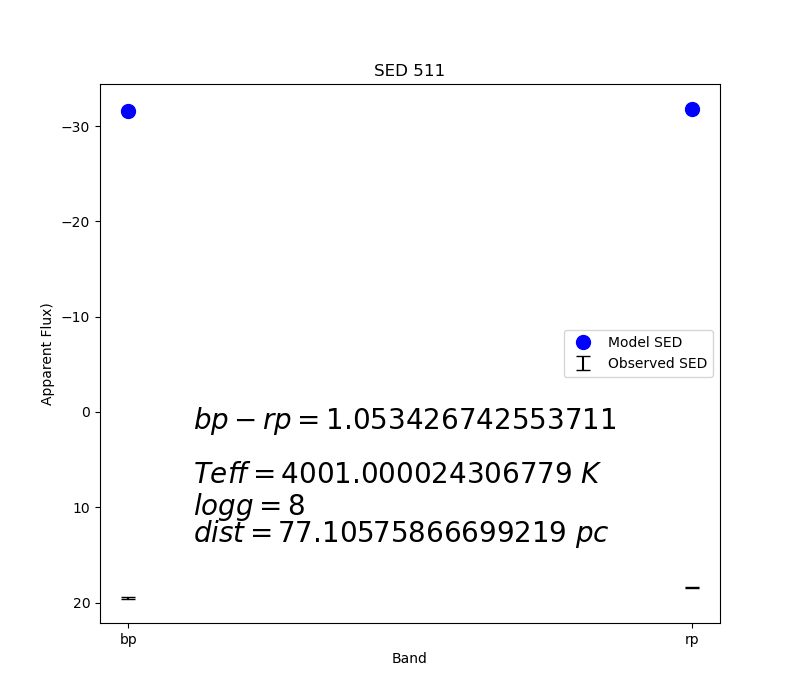 SED 511
−30
−20
−10
0
10
20
Apparent Flux)
Model SED
Observed SED
bp − rp = 1.053426742553711
Teff = 4001.000024306779 K
logg = 8
dist = 77.10575866699219 pc
bp
rp
Band